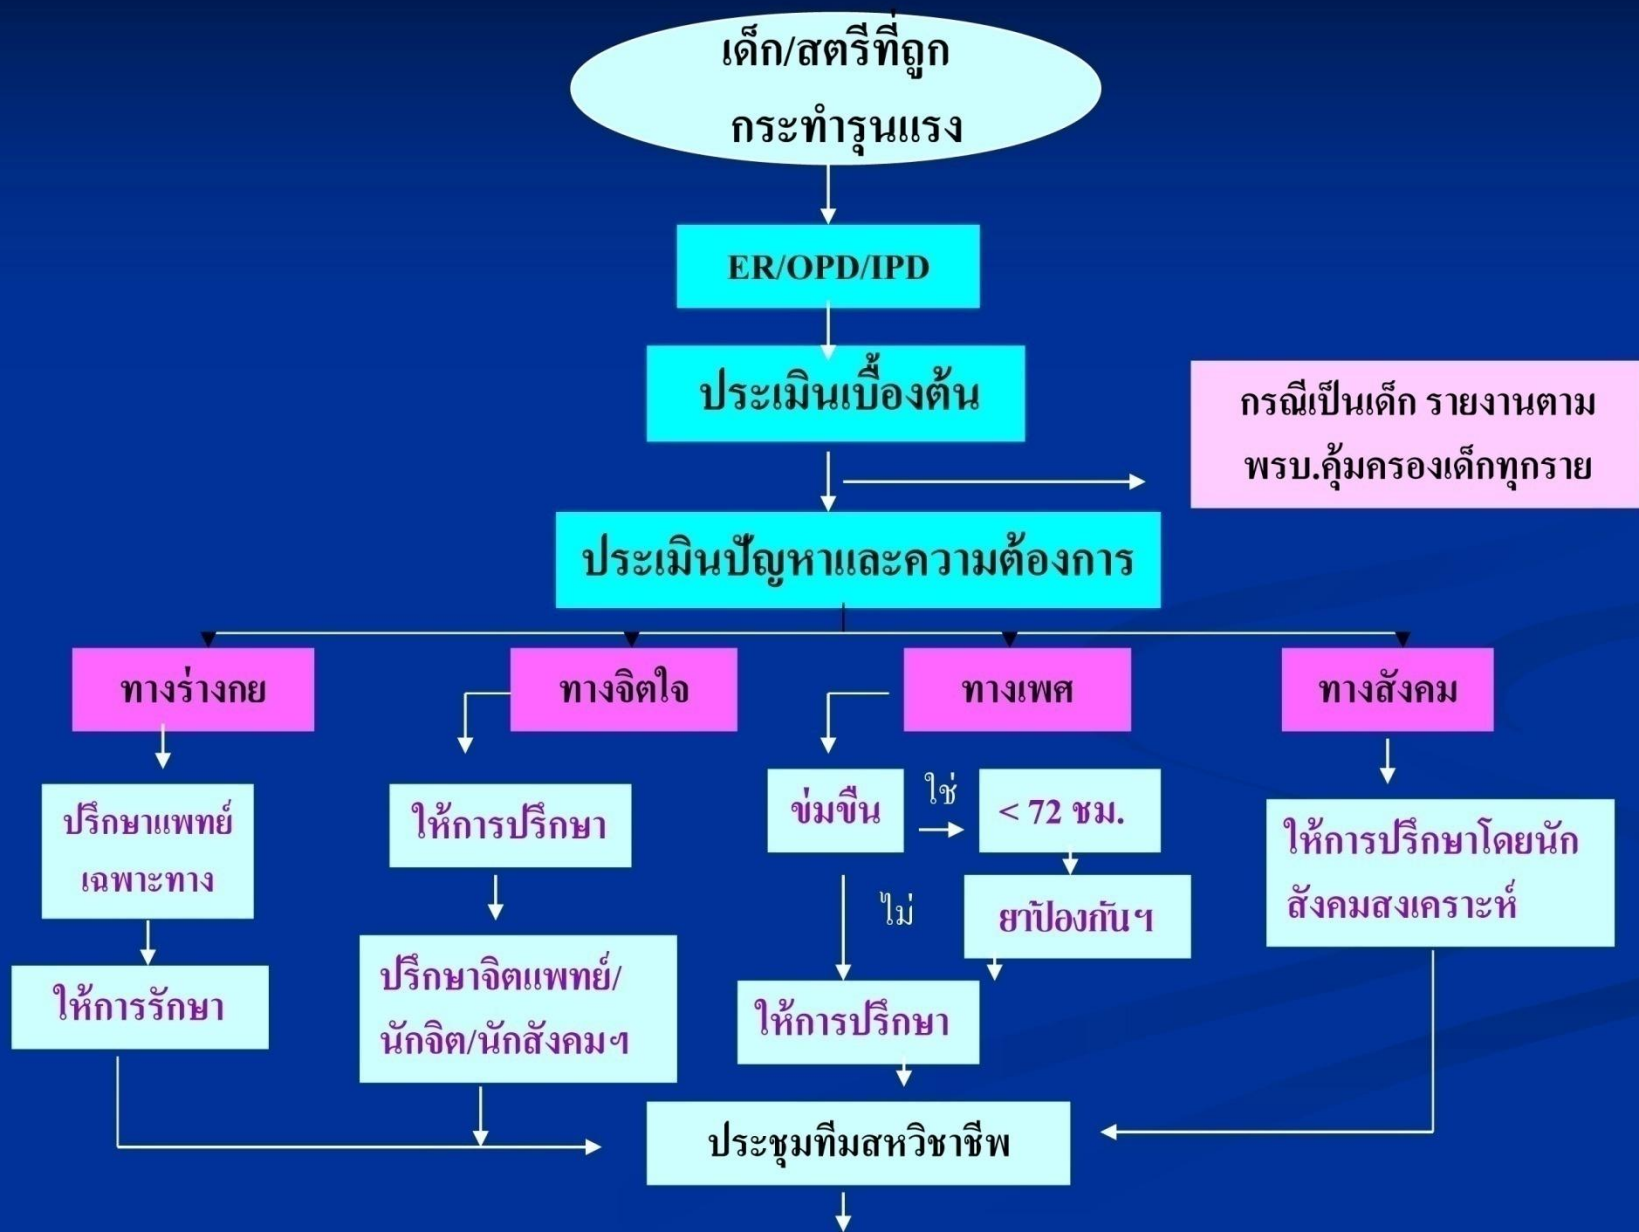 เด็ก/สตรีที่ถูก
กระทำรุนแรง
ER/OPD/IPD
ประเมินเบื้องต้น
กรณีเป็นเด็ก รายงานตาม
พรบ.คุ้มครองเด็กทุกราย
ประเมินปัญหาและความต้องการ
ทางร่างกย
ทางจิตใจ
ทางเพศ
ทางสังคม
ปรึกษาแพทย์
เฉพาะทาง
ให้การปรึกษา
ข่มขืน
ใช่
< 72 ชม.
ให้การปรึกษาโดยนัก
สังคมสงเคราะห์
ไม่
ยาป้องกันฯ
ให้การรักษา
ปรึกษาจิตแพทย์/
นักจิต/นักสังคมฯ
ให้การปรึกษา
ประชุมทีมสหวิชาชีพ